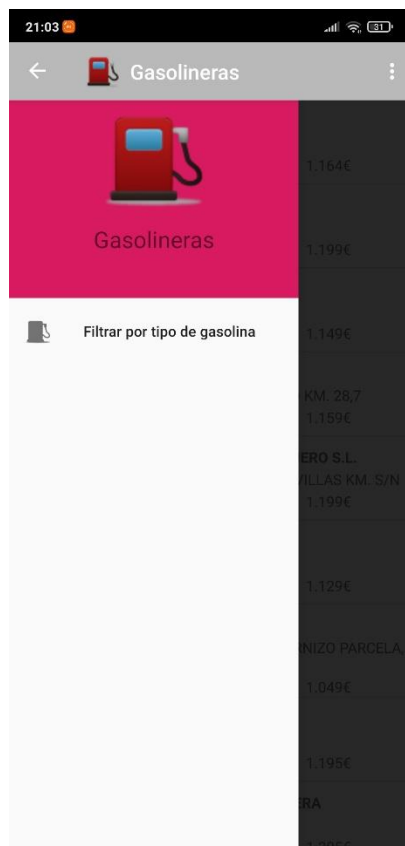 21:03
31
Gasolineras
Gasolineras
Filtrar por tipo de gasolina
1.164€
1.199€
1.149€
KM. 28,7
1.159€
ERO S.L.
VILLAS KM. S/N
1.199€
1.129€
RNIZO PARCELA,
1.049€
1.195€
ERA